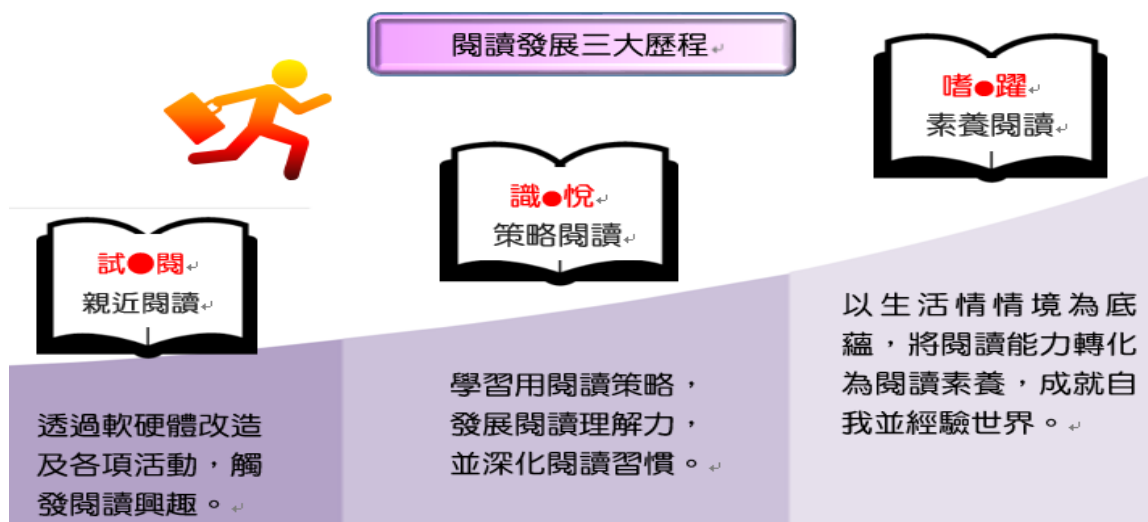 閱讀發展三大歷程
試●閱
親近閱讀
透過軟硬體改造
及各項活動，觸
發閱讀興趣。
識●悅
策略閱讀
學習用閱讀策略，
發展閱讀理解力，
並深化閱讀習慣。
嗜●躍
素養閱讀
以生活情情境為底
蘊，將閱讀能力轉化
為閱讀素養，成就自
我並經驗世界。